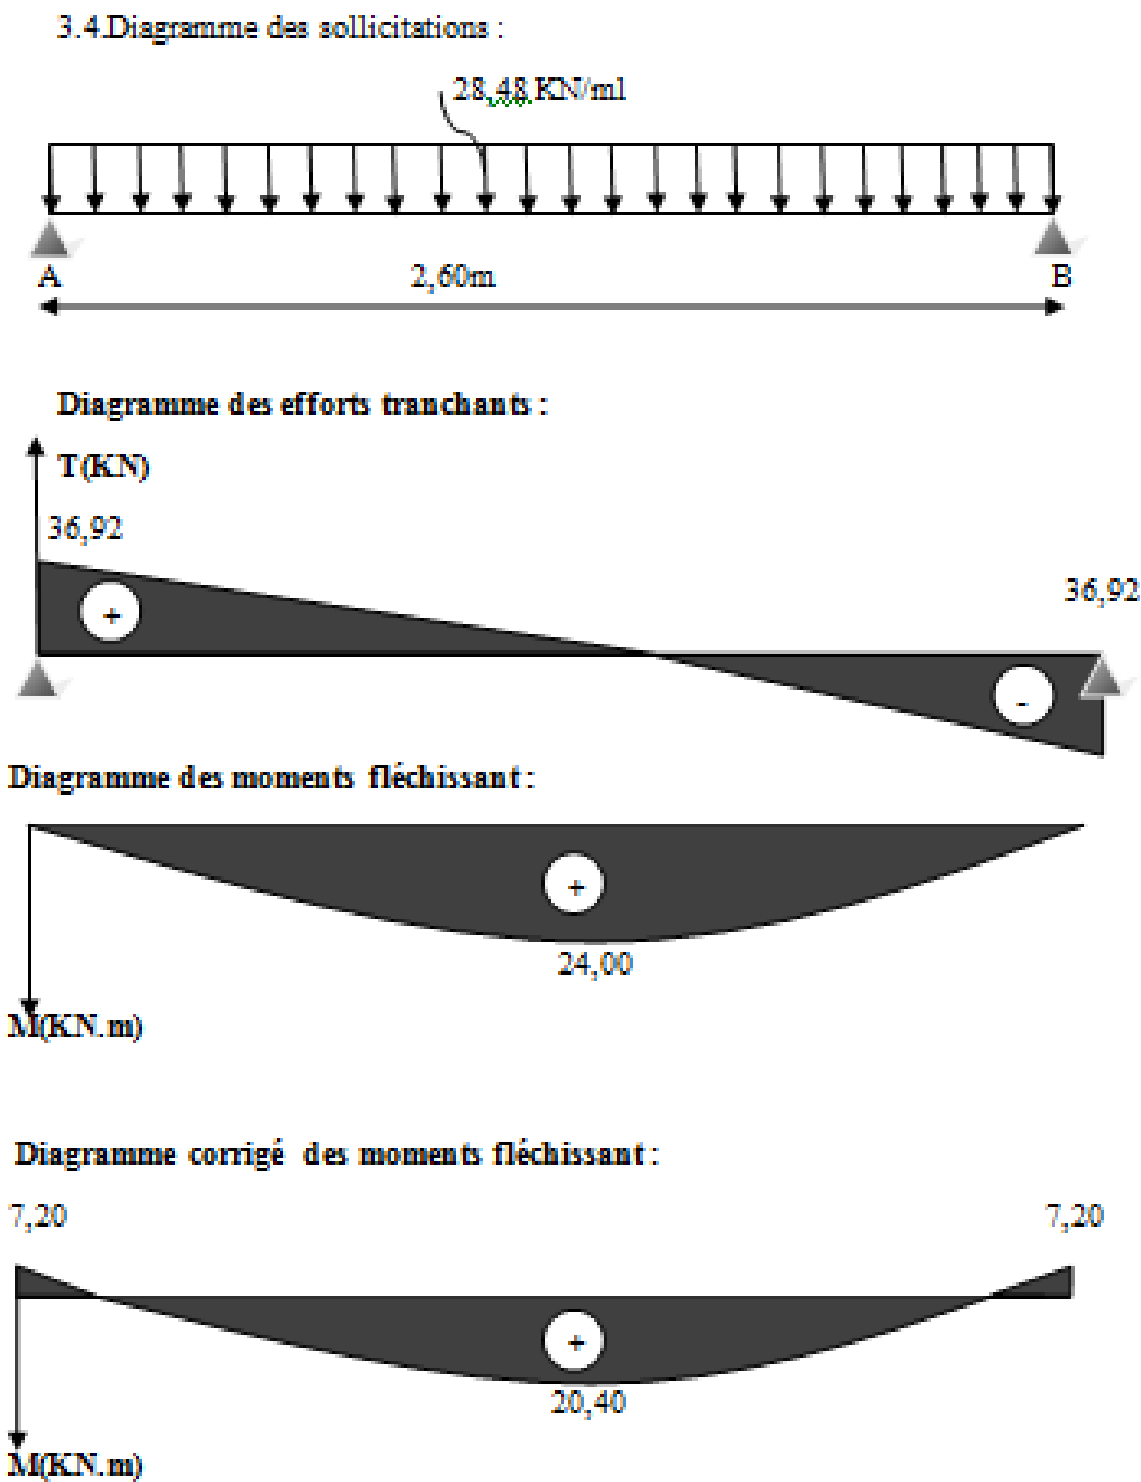 3.4.Diagramme des sollicitations :
28,48 KN/ml
A 2,60m B
Diagramme des efforts tranchants :
T(KN)
36,92
36,92
+
-
Diagramme des moments fléchissant :
+
24,00
M(KN.m)
Diagramme corrigé des moments fléchissant :
7,20 7,20
+
20,40
M(KN.m)